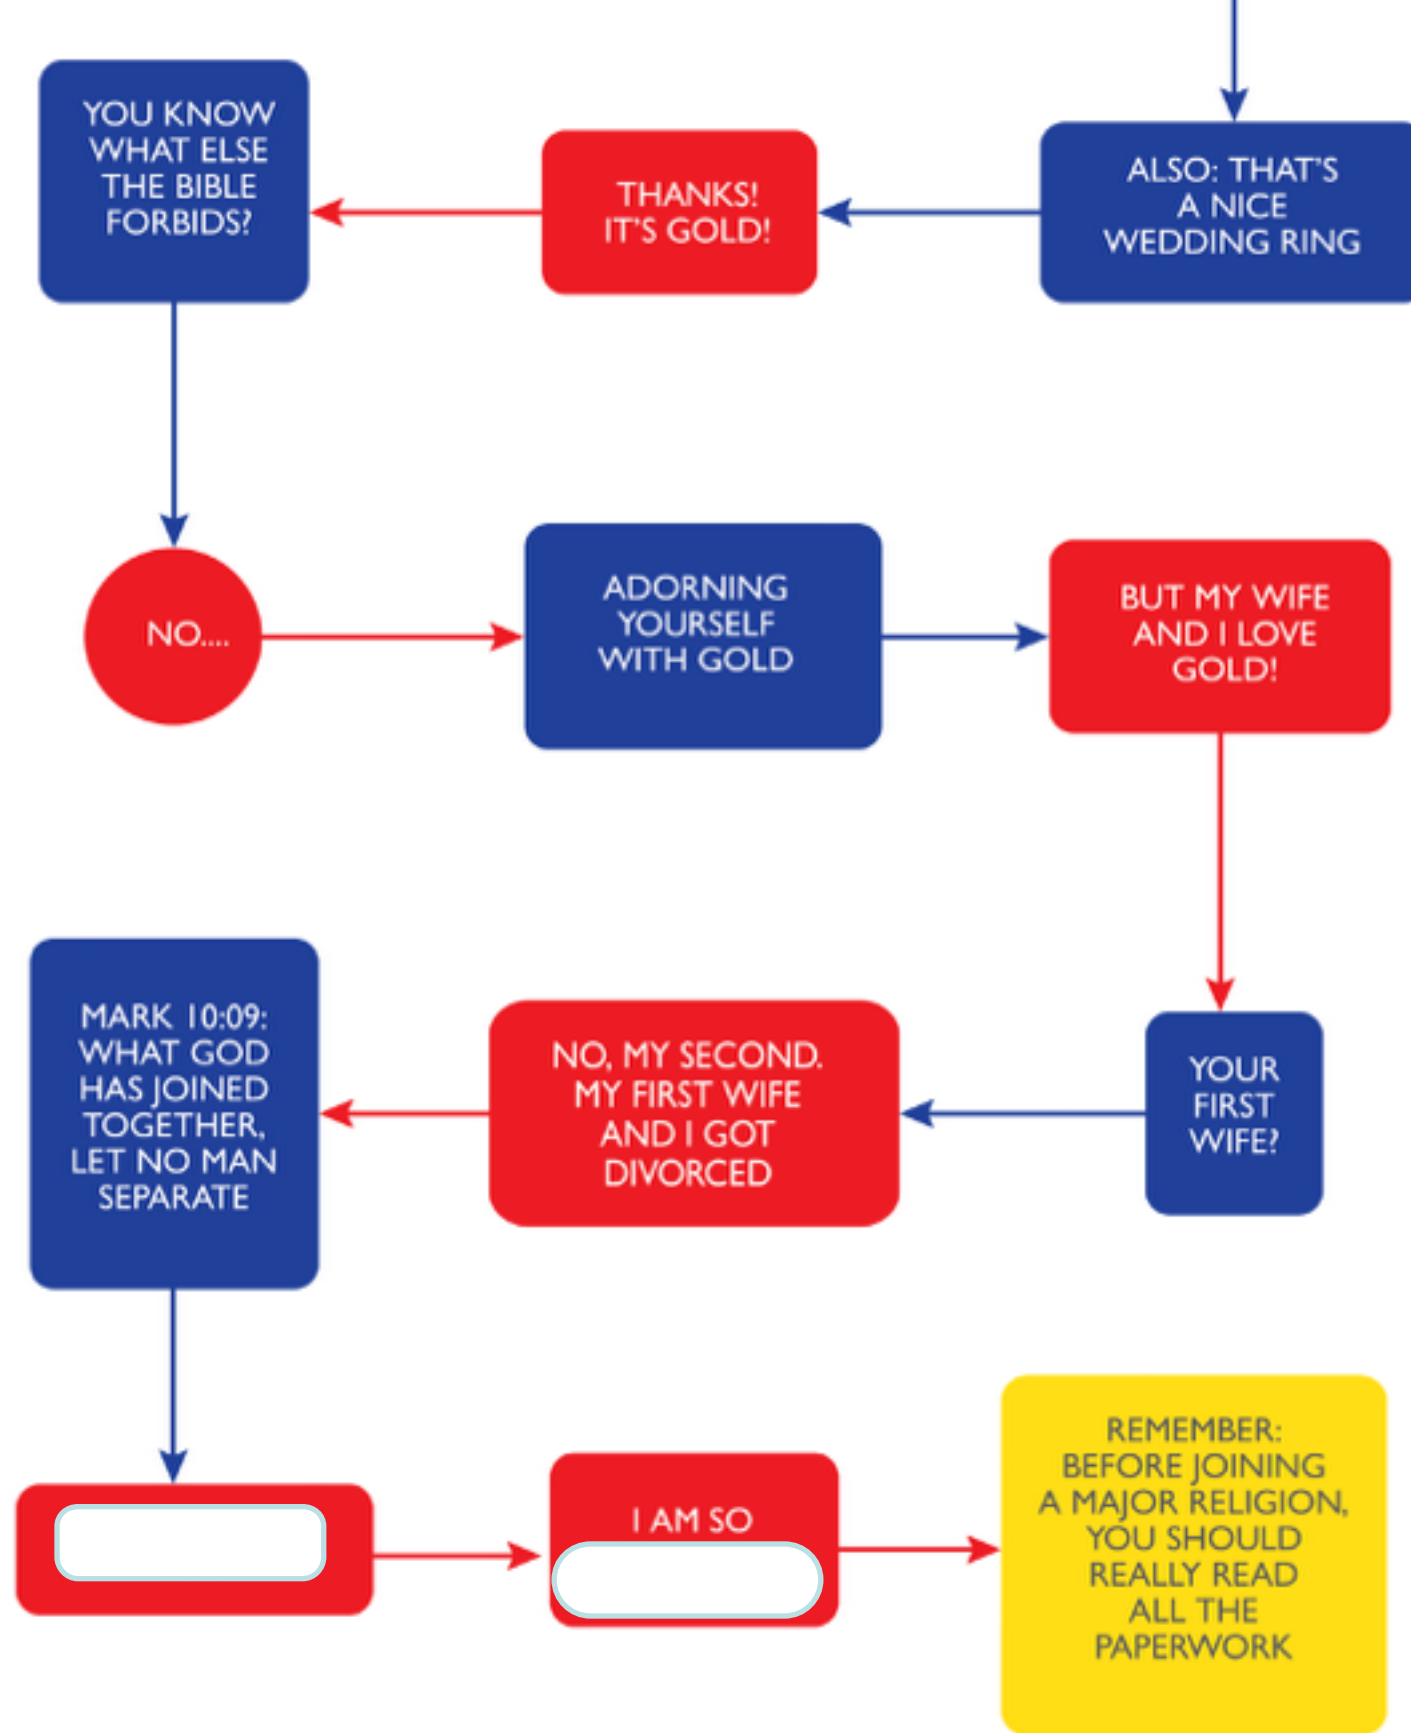 ALSO: THAT'S
A NICE
WEDDING RING
THANKS!
IT'S GOLD!
YOU KNOW
WHAT ELSE
THE BIBLE
FORBIDS?
NO....
ADORNING
YOURSELF
WITH GOLD
BUT MY WIFE
AND I LOVE
GOLD!
YOUR
FIRST
WIFE?
NO, MY SECOND.
MY FIRST WIFE
AND I GOT
DIVORCED
MARK 10:09:
WHAT GOD
HAS JOINED
TOGETHER,
LET NO MAN
SEPARATE
I AM SO
REMEMBER:
BEFORE JOINING
A MAJOR RELIGION,
YOU SHOULD
REALLY READ
ALL THE
PAPERWORK